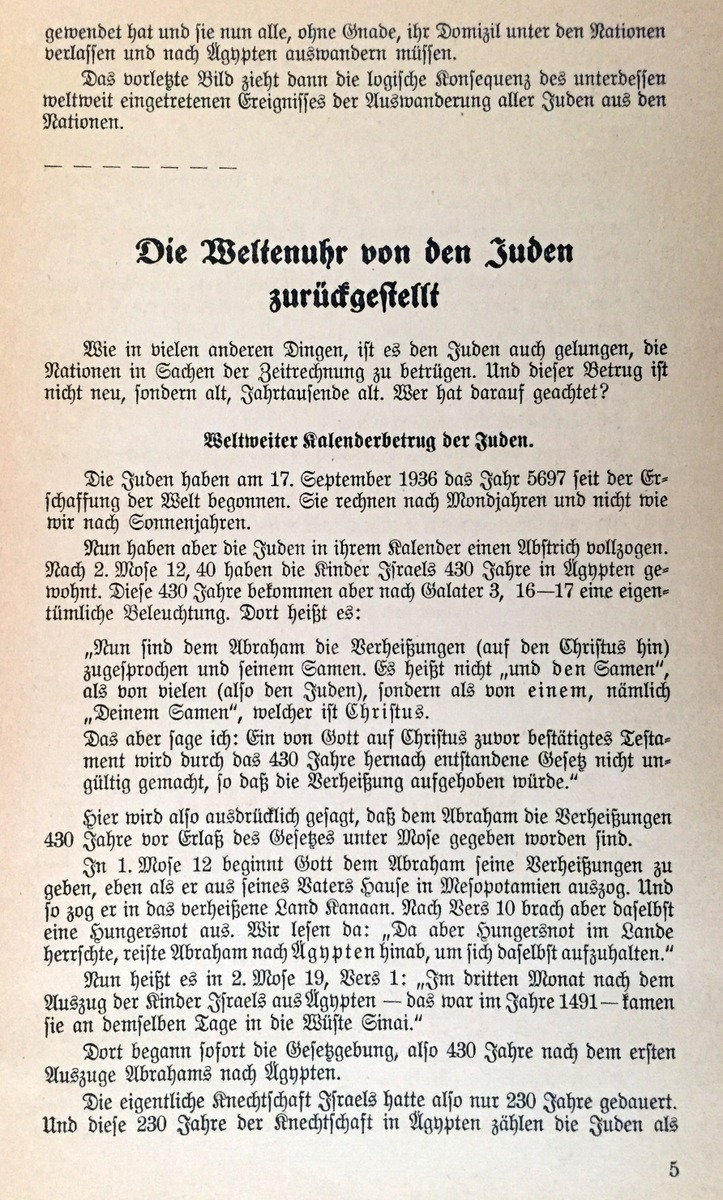 gewendet hat und sie nun alle, ohne Gnade, ihr Domizil unter den Nationen
verlassen und nach Ägypten auswandern müssen.
Das vorletzte Bild zieht dann die logische Konsequenz des unterdessen
weltweit eingetretenen Ereignisses der Auswanderung aller Juden aus den
Nationen.
— — — — — — —
Die Weltenuhr von den Juden
zurückgestellt
Wie in vielen anderen Dingen, ist es den Juden auch gelungen, die
Nationen in Sachen der Zeitrechnung zu betrügen. Und dieser Betrug ist
nicht neu, sondern alt, Jahrtausende alt. Wer hat darauf geachtet?
Weltweiter Kalenderbetrug der Juden.
Die Juden haben am 17. September 1936 das Jahr 5697 seit der Er-
schaffung der Welt begonnen. Sie rechnen nach Mondjahren und nicht wie
wir nach Sonnenjahren.
Nun haben aber die Juden in ihrem Kalender einen Abstrich vollzogen.
Nach 2. Mose 12, 40 haben die Kinder Israels 430 Jahre in Ägypten ge-
wohnt. Diese 430 Jahre bekommen aber nach Galater 3, 16—17 eine eigen-
tümliche Beleuchtung. Dort heißt es:
„Nun sind dem Abraham die Verheißungen (auf den Christus hin)
zugesprochen und seinem Samen. Es heißt nicht „und den Samen“,
als von vielen (also den Juden), sondern als von einem, nämlich
„Deinem Samen“, welcher ist Christus.
Das aber sage ich: Ein von Gott auf Christus zuvor bestätigtes Testa-
ment wird durch das 430 Jahre hernach entstandene Gesetz nicht un-
gültig gemacht, so daß die Verheißung aufgehoben würde.“
Hier wird also ausdrücklich gesagt, daß dem Abraham die Verheißungen
430 Jahre vor Erlaß des Gesetzes unter Mose gegeben worden sind.
In 1. Mose 12 beginnt Gott dem Abraham seine Verheißungen zu
geben, eben als er aus seines Vaters Hause in Mesopotamien auszog. Und
so zog er in das verheißene Land Kanaan. Nach Vers 10 brach aber daselbst
eine Hungersnot aus. Wir lesen da: „Da aber Hungersnot im Lande
herrschte, reiste Abraham nach Ägypten hinab, um sich daselbst aufzuhalten.“
Nun heißt es in 2. Mose 19, Vers 1: „Im dritten Monat nach dem
Auszug der Kinder Israels aus Ägypten — das war im Jahre 1491 — kamen
sie an demselben Tage in die Wüste Sinai.“
Dort begann sofort die Gesetzgebung, also 430 Jahre nach dem ersten
Auszuge Abrahams nach Ägypten.
Die eigentliche Knechtschaft Israels hatte also nur 230 Jahre gedauert.
Und diese 230 Jahre der Knechtschaft in Ägypten zählen die Juden als
5